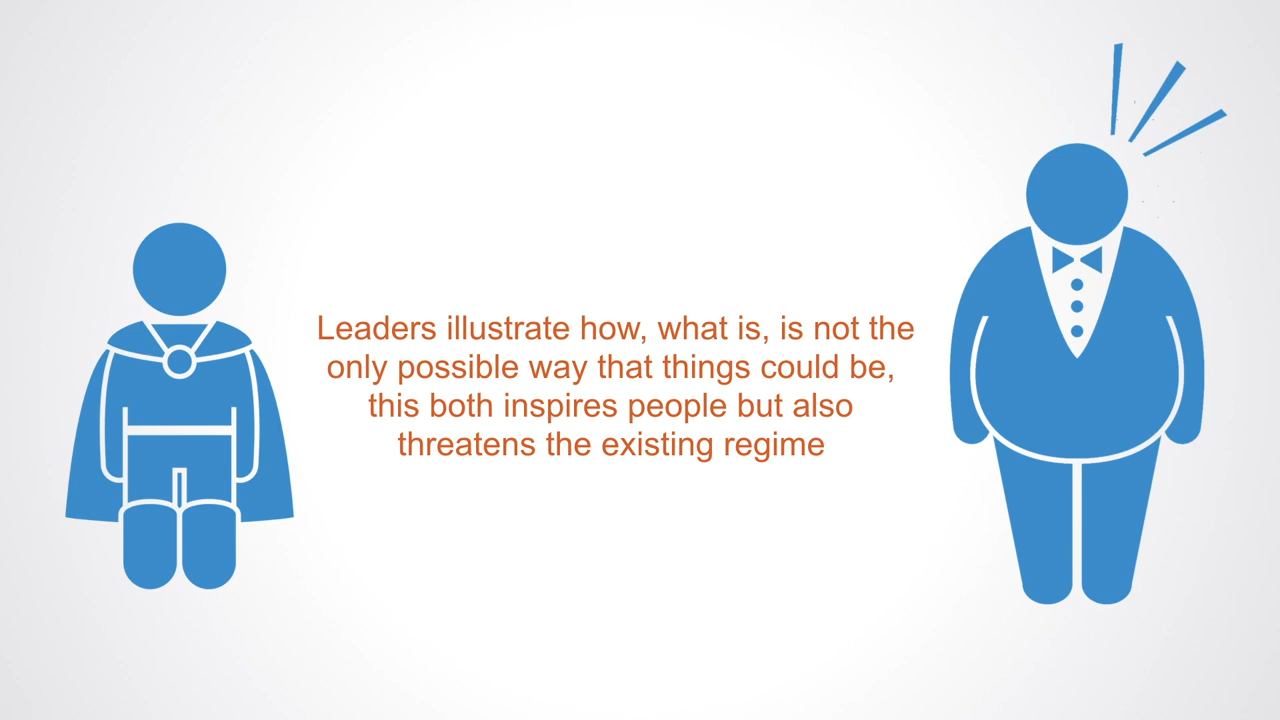 Leaders illustrate how, what is, is not the
only possible way that things could be,
this both inspires people but also
threatens the existing regime